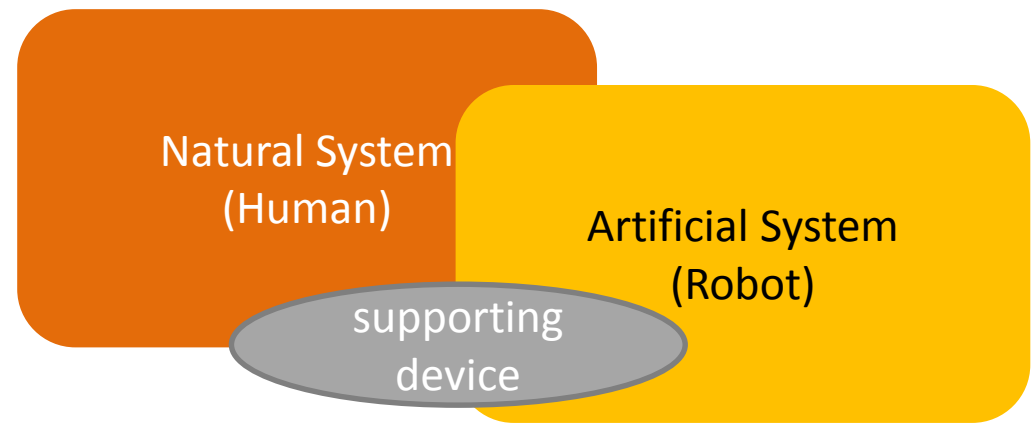 Natural System
(Human)
Artificial System
(Robot)
supporting
device